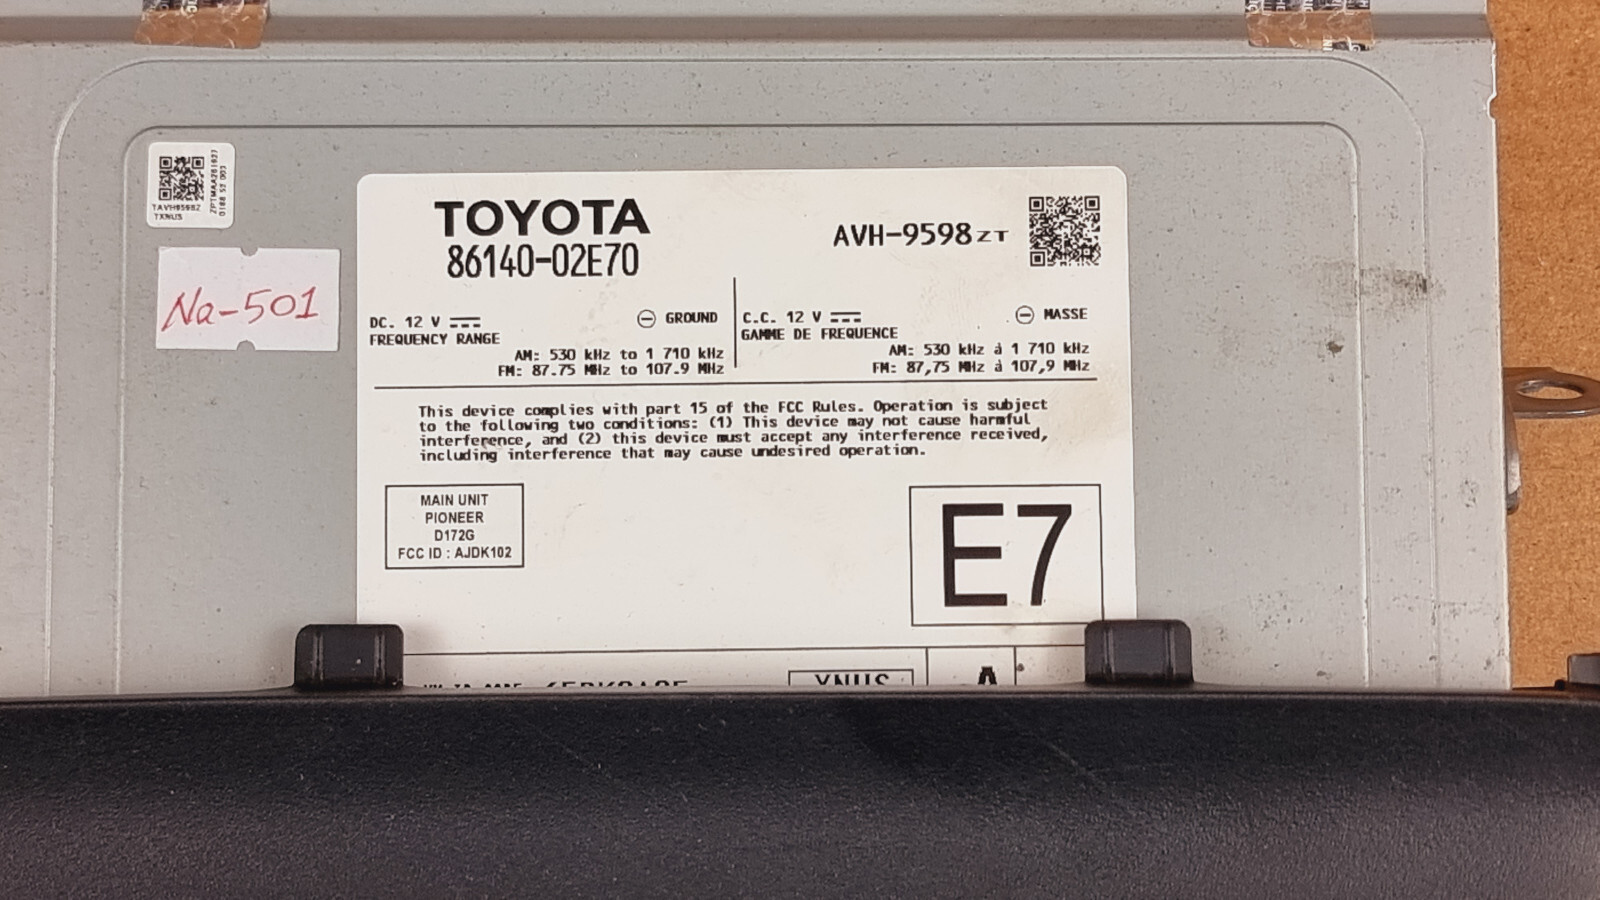 TAVH9598Z
TXNUS
Na-501
TOYOTA
86140-02E70
AVH-9598ZT
DC. 12 V
⊖ GROUND
FREQUENCY RANGE
AM: 530 kHz to 1 710 kHz
FM: 87.75 MHz to 107.9 MHz
C.C. 12 V
⊖ MASSE
GAMME DE FREQUENCE
AM: 530 kHz à 1 710 kHz
FM: 87,75 MHz à 107,9 MHz
This device complies with part 15 of the FCC Rules. Operation is subject
to the following two conditions: (1) This device may not cause harmful
interference, and (2) this device must accept any interference received,
including interference that may cause undesired operation.
MAIN UNIT
PIONEER
D172G
FCC ID : AJDK102
E7
XNUS
A